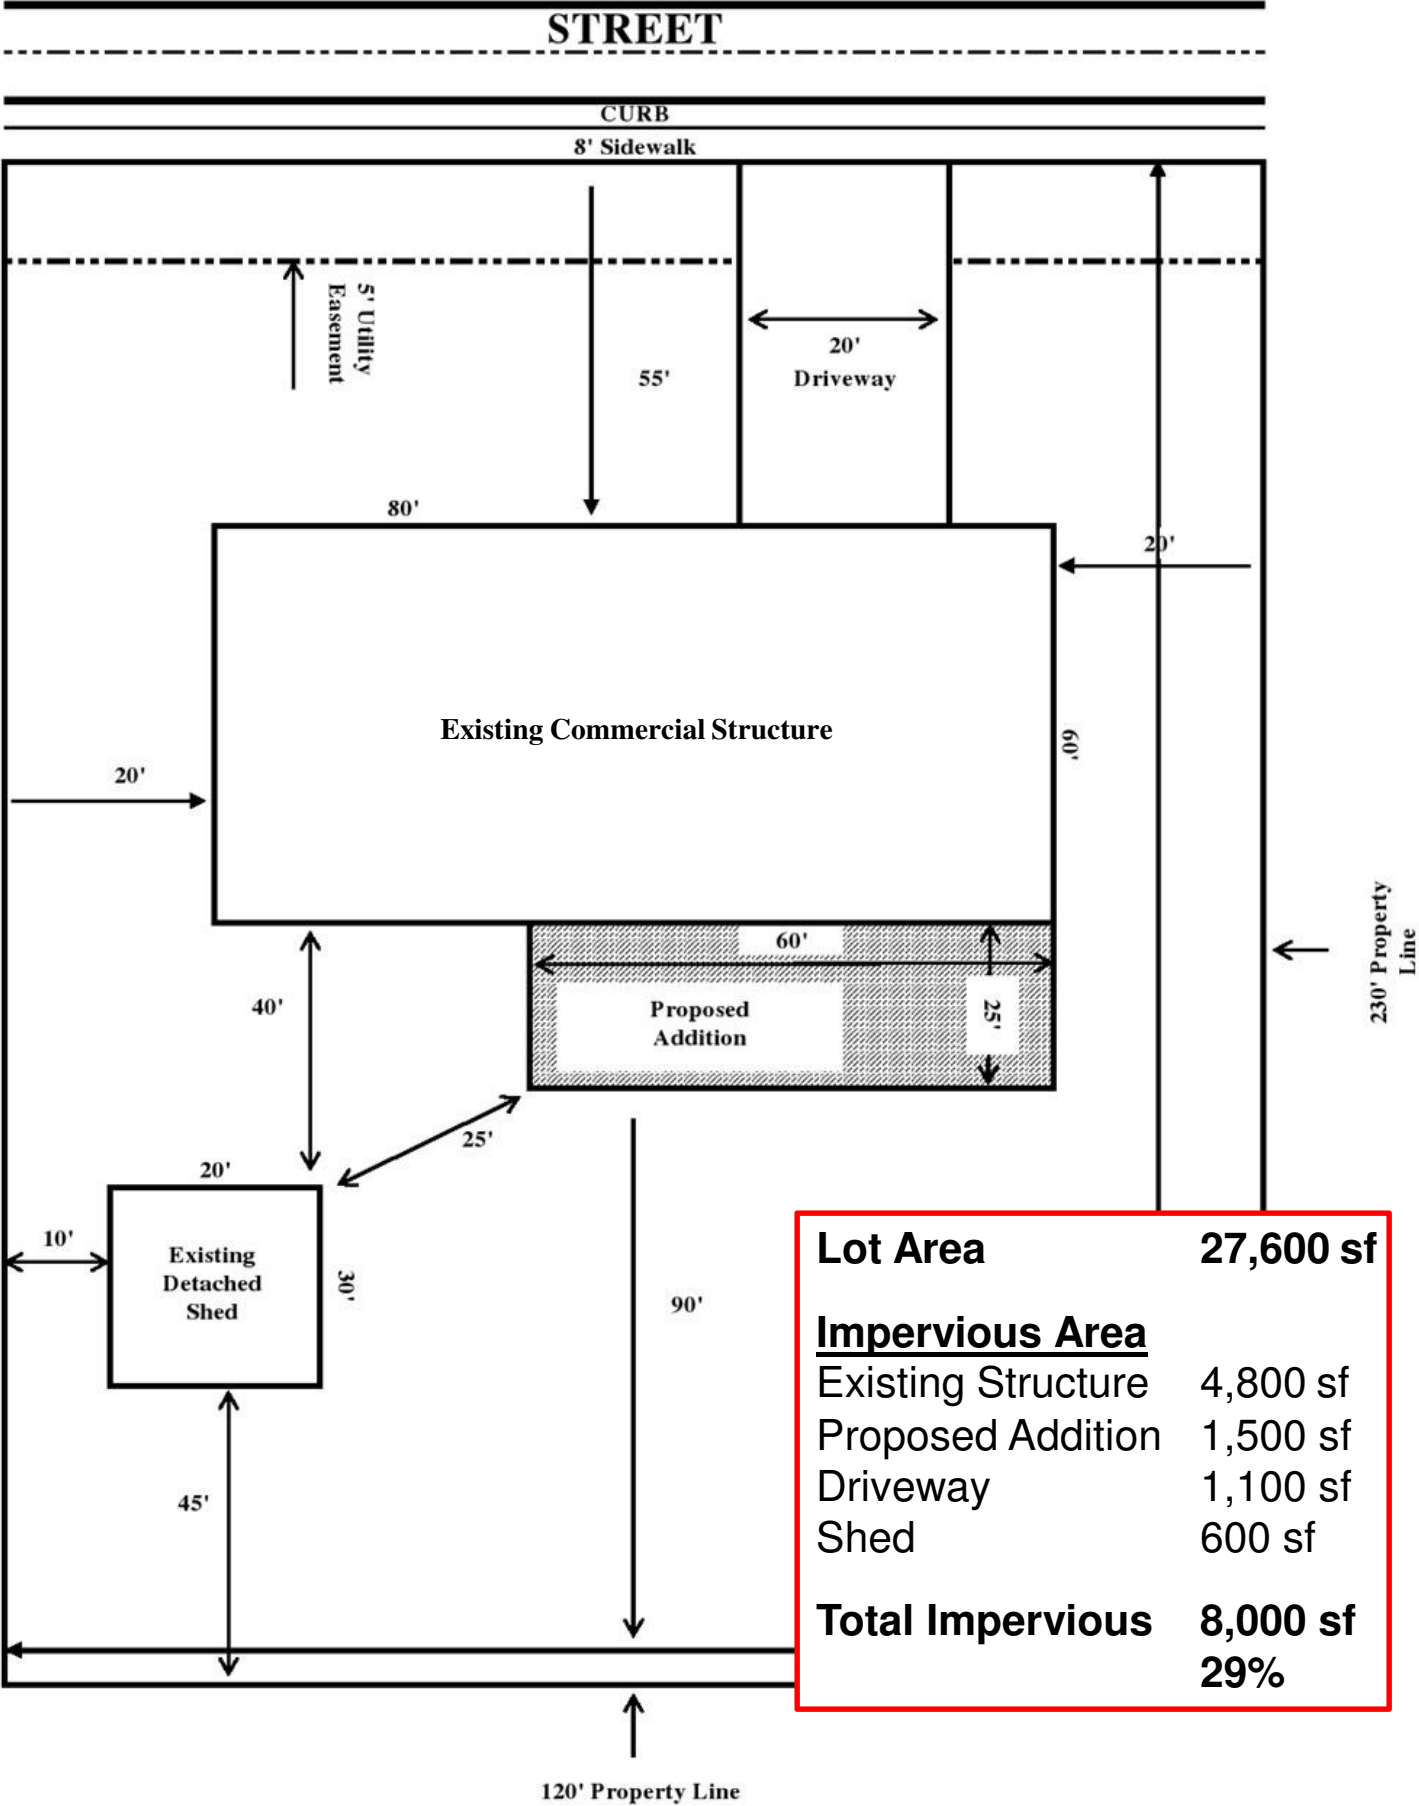 STREET
CURB
8' Sidewalk
5' Utility
Easement
55'
20'
Driveway
80'
20'
Existing Commercial Structure
60'
20'
230' Property
Line
60'
40'
Proposed
Addition
25'
25'
20'
10'
Existing
Detached
Shed
30'
90'
45'
Lot Area 27,600 sf
Impervious Area
Existing Structure 4,800 sf
Proposed Addition 1,500 sf
Driveway 1,100 sf
Shed 600 sf
Total Impervious 8,000 sf
29%
120' Property Line